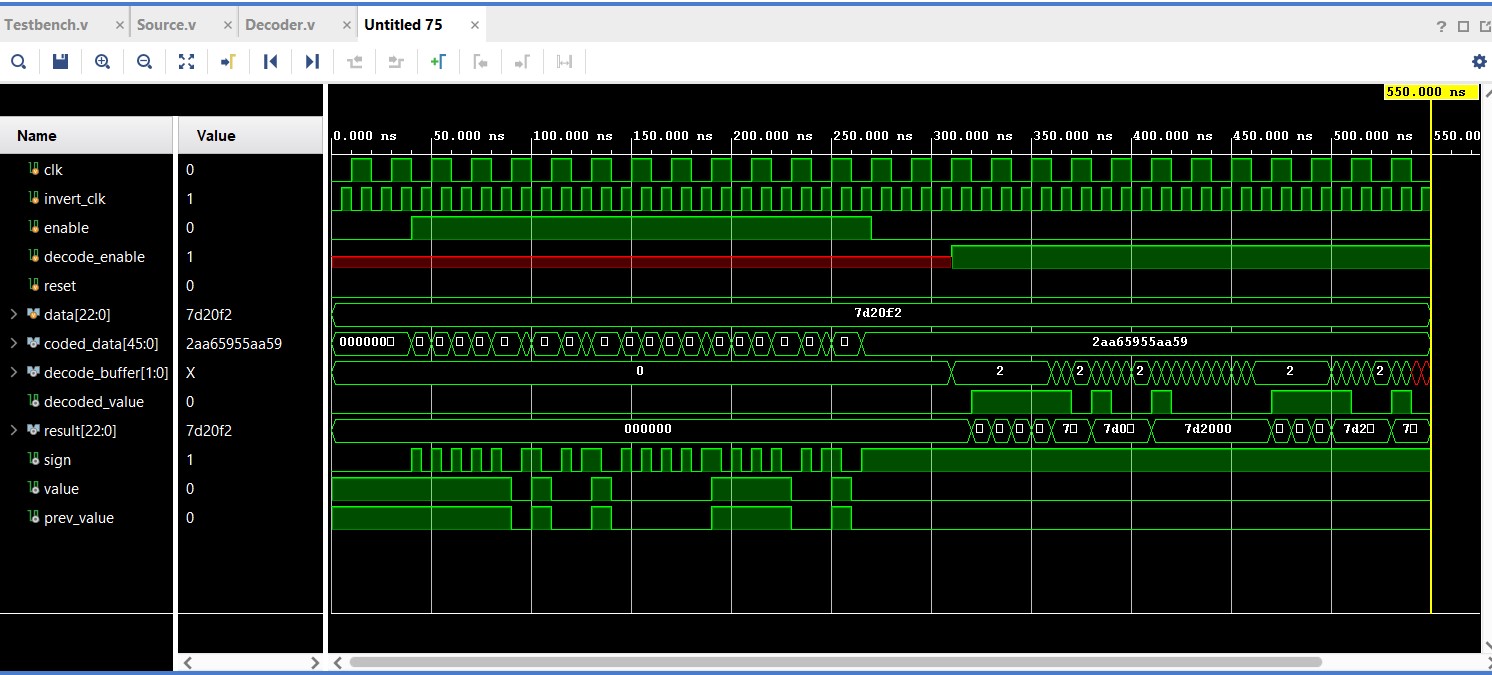 Testbench.v × Source.v × Decoder.v × Untitled 75 ×
?
550.000 ns
Name Value
0.000 ns 50.000 ns 100.000 ns 150.000 ns 200.000 ns 250.000 ns 300.000 ns 350.000 ns 400.000 ns 450.000 ns 500.000 ns 550.00
clk 0
invert_clk 1
enable 0
decode_enable 1
reset 0
data[22:0] 7d20f2 7d20f2
coded_data[45:0] 2aa65955aa59 0000000 2aa65955aa59
decode_buffer[1:0] X 0 2 2 2 2 2
decoded_value 0
result[22:0] 7d20f2 000000 7 7d0 7d2000 7d2 7
sign 1
value 0
prev_value 0